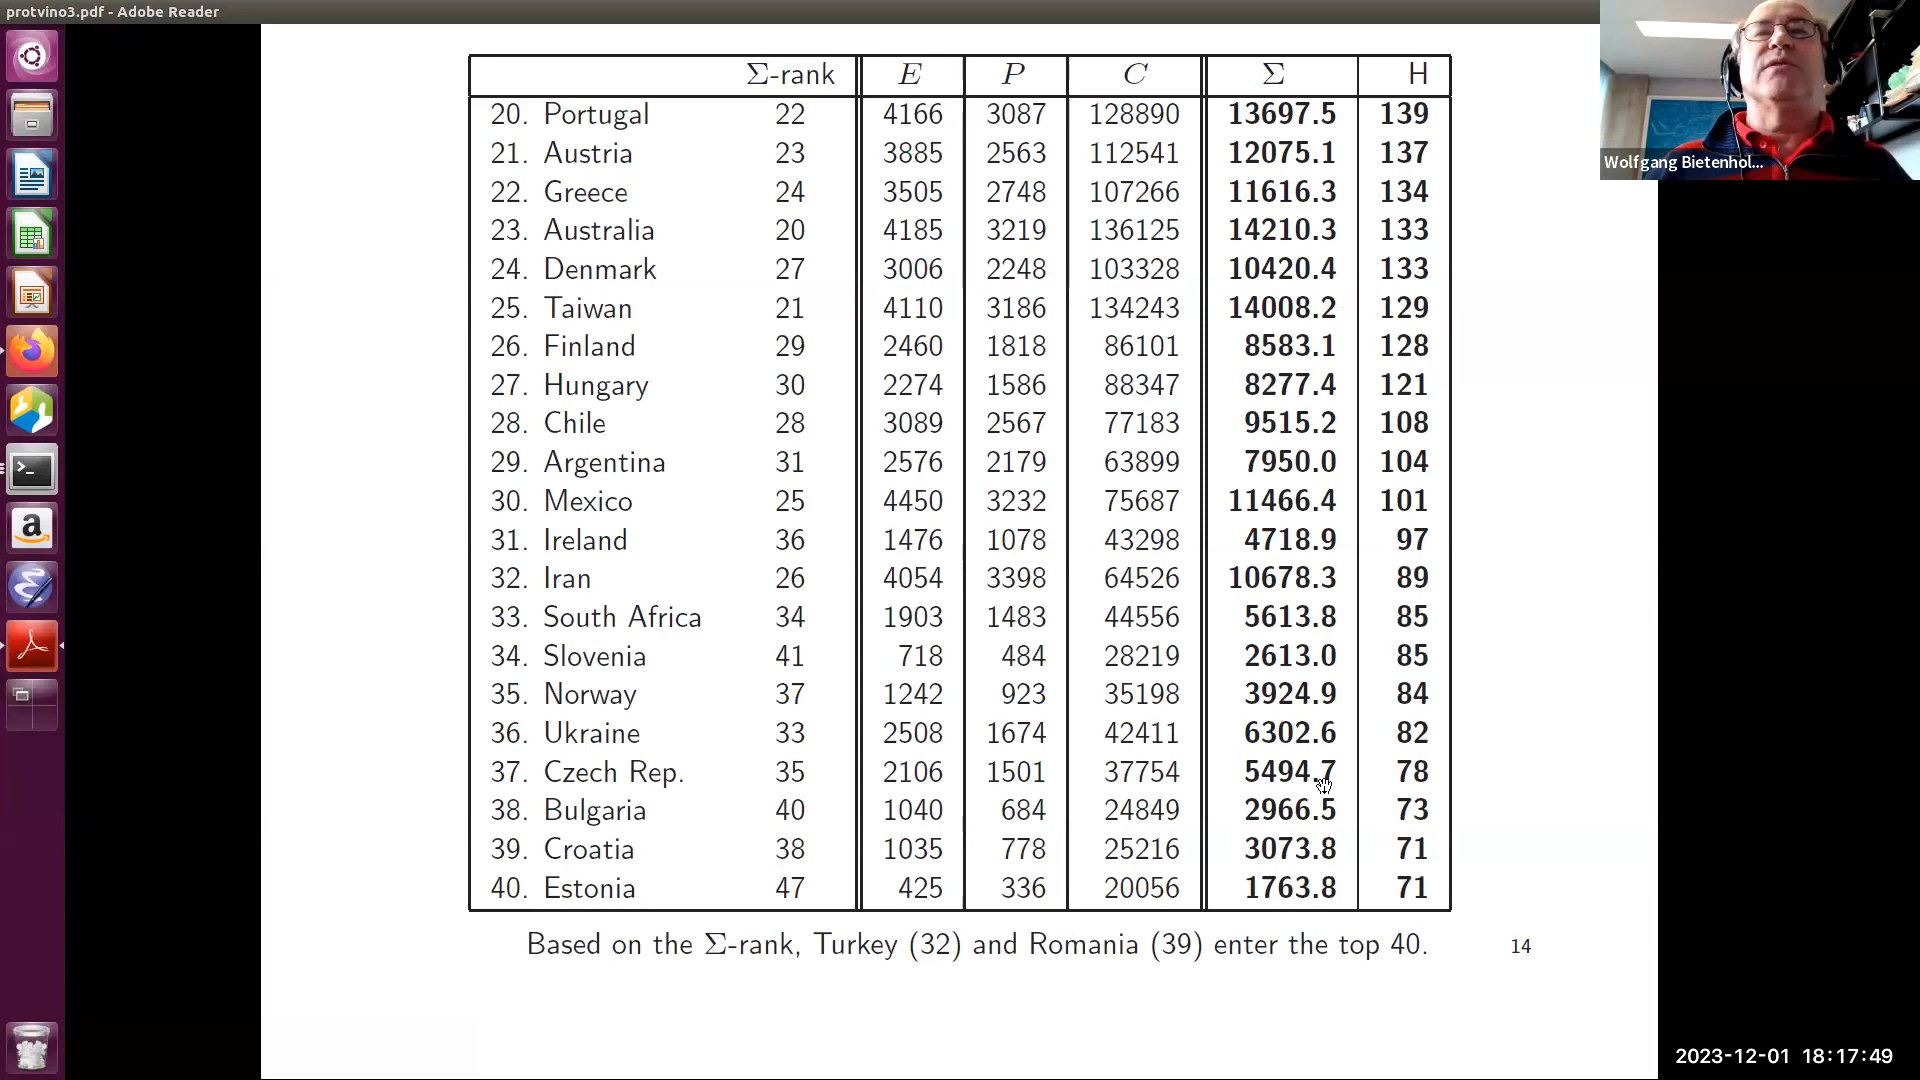 protvino3.pdf - Adobe Reader
Σ-rank E P C Σ H
20. Portugal 22 4166 3087 128890 13697.5 139
21. Austria 23 3885 2563 112541 12075.1 137
22. Greece 24 3505 2748 107266 11616.3 134
23. Australia 20 4185 3219 136125 14210.3 133
24. Denmark 27 3006 2248 103328 10420.4 133
25. Taiwan 21 4110 3186 134243 14008.2 129
26. Finland 29 2460 1818 86101 8583.1 128
27. Hungary 30 2274 1586 88347 8277.4 121
28. Chile 28 3089 2567 77183 9515.2 108
29. Argentina 31 2576 2179 63899 7950.0 104
30. Mexico 25 4450 3232 75687 11466.4 101
31. Ireland 36 1476 1078 43298 4718.9 97
32. Iran 26 4054 3398 64526 10678.3 89
33. South Africa 34 1903 1483 44556 5613.8 85
34. Slovenia 41 718 484 28219 2613.0 85
35. Norway 37 1242 923 35198 3924.9 84
36. Ukraine 33 2508 1674 42411 6302.6 82
37. Czech Rep. 35 2106 1501 37754 5494.7 78
38. Bulgaria 40 1040 684 24849 2966.5 73
39. Croatia 38 1035 778 25216 3073.8 71
40. Estonia 47 425 336 20056 1763.8 71
Based on the Σ-rank, Turkey (32) and Romania (39) enter the top 40.
14
Wolfgang Bietenhol...
2023-12-01 18:17:49